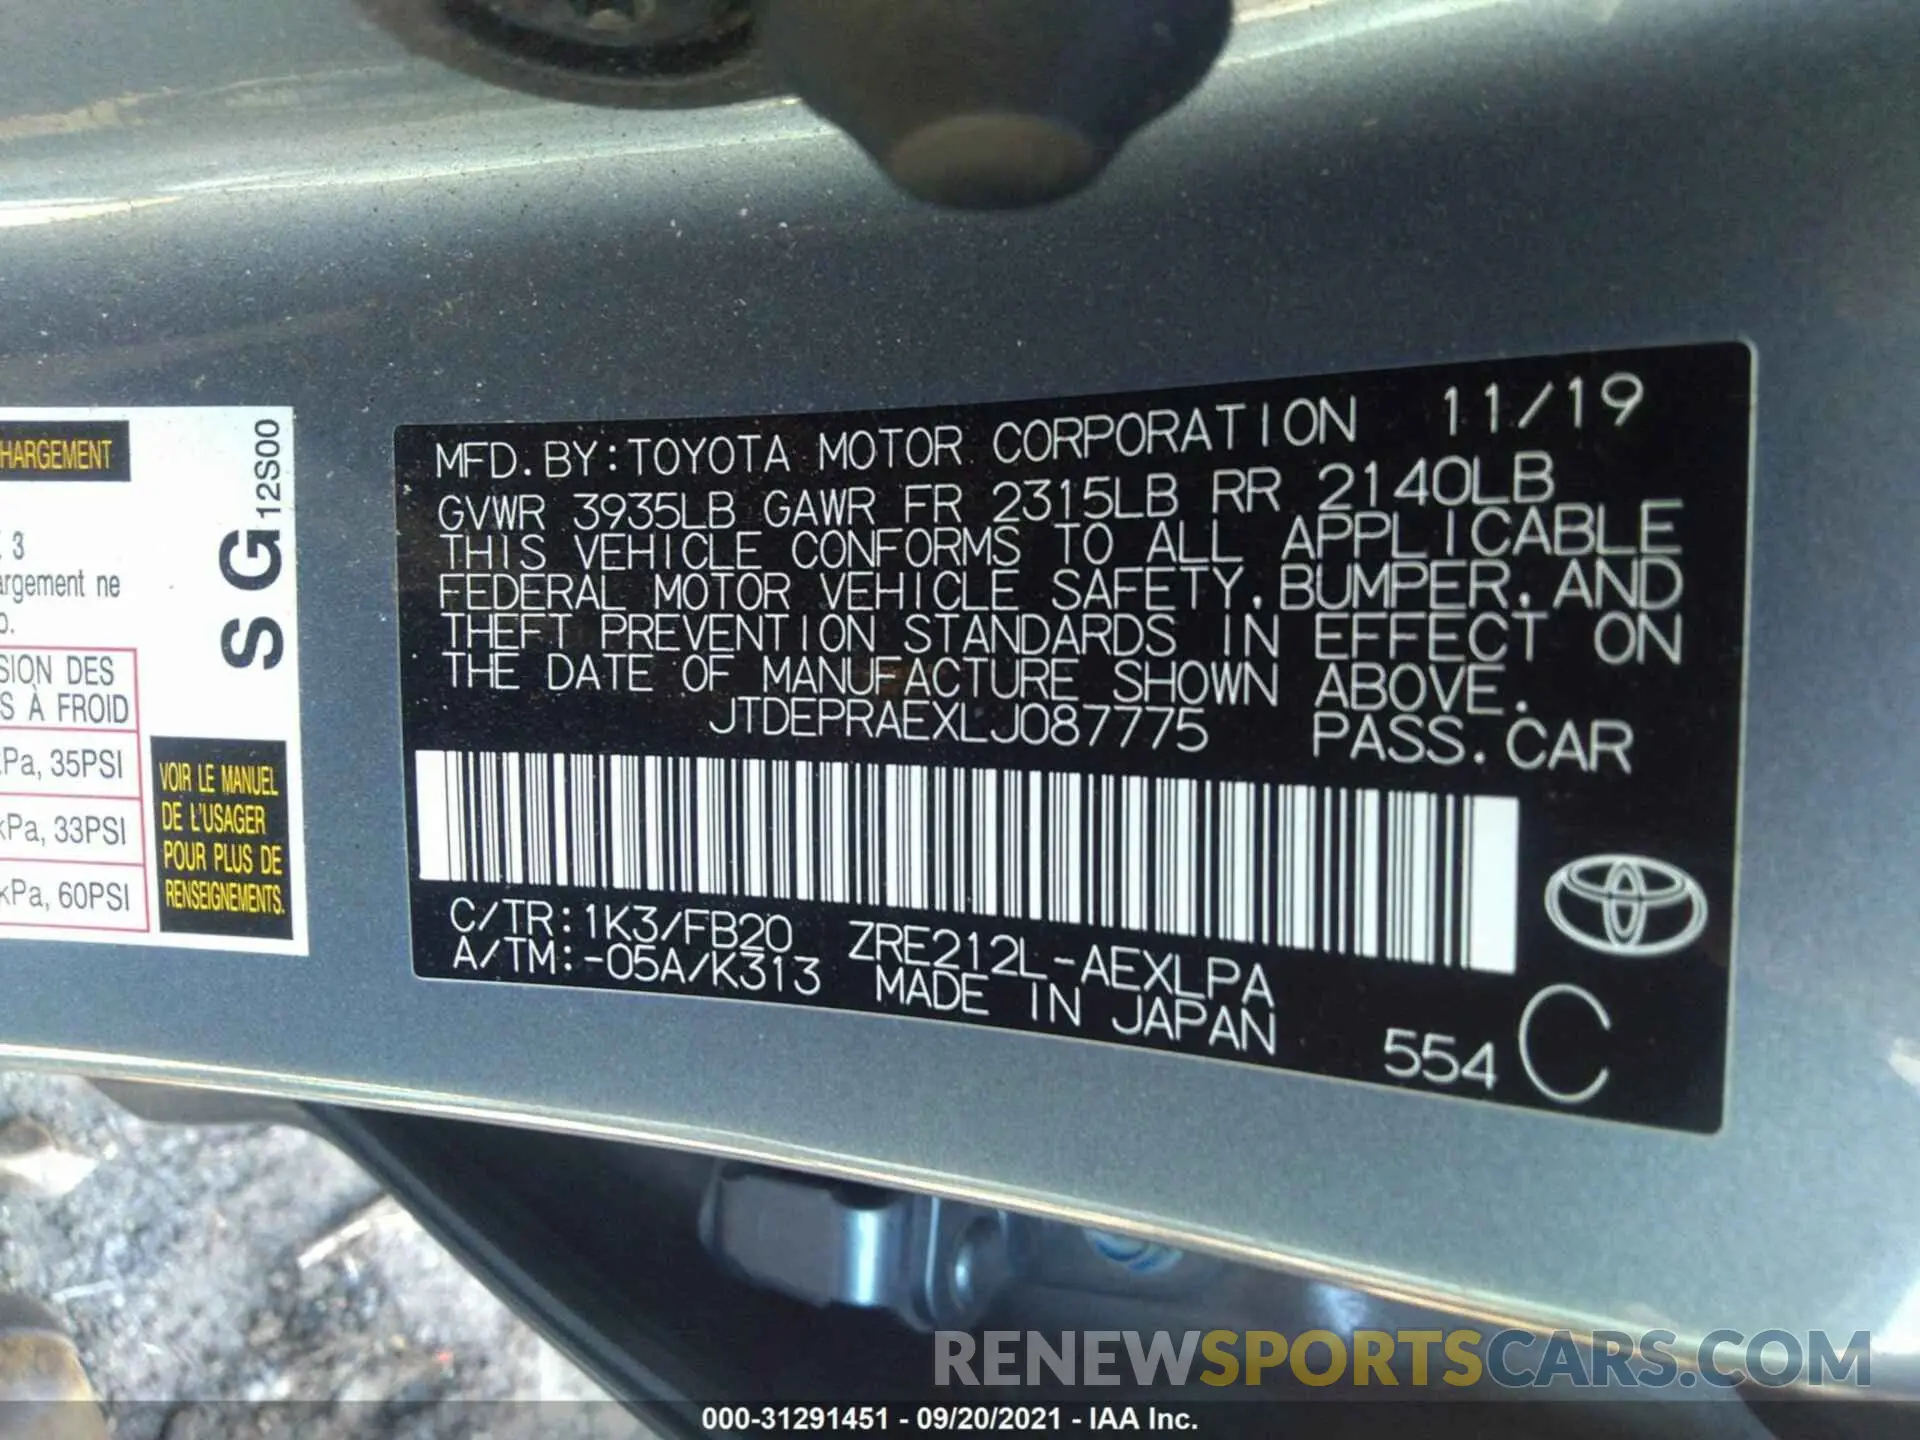 HARGEMENT
3
argement ne
SION DES
S À FROID
kPa, 35PSI
kPa, 33PSI
kPa, 60PSI
SG
12S00
VOIR LE MANUEL
DE L'USAGER
POUR PLUS DE
RENSEIGNEMENTS.
MFD. BY: TOYOTA MOTOR CORPORATION 11/19
GVWR 3935LB GAWR FR 2315LB RR 2140LB
THIS VEHICLE CONFORMS TO ALL APPLICABLE
FEDERAL MOTOR VEHICLE SAFETY, BUMPER, AND
THEFT PREVENTION STANDARDS IN EFFECT ON
THE DATE OF MANUFACTURE SHOWN ABOVE.
JTDEPRAEXLJ087775 PASS. CAR
C/TR: 1K3/FB20 ZRE212L-AEXLPA
A/TM: -05A/K313 MADE IN JAPAN
554 C
RENEWSPORTSCARS.COM
000-31291451 - 09/20/2021 - IAA Inc.